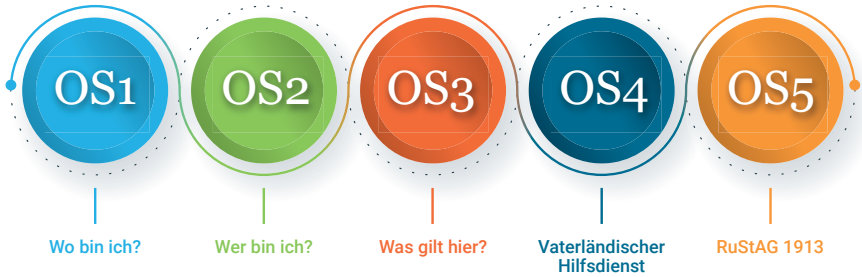 OS1
OS2
OS3
OS4
OS5
Wo bin ich?
Wer bin ich?
Was gilt hier?
Vaterländischer
Hilfsdienst
RuStAG 1913